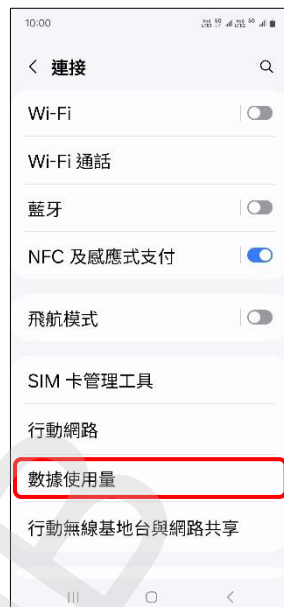 10:00
連接
Wi-Fi
Wi-Fi 通話
藍牙
NFC 及感應式支付
飛航模式
SIM 卡管理工具
行動網路
數據使用量
行動無線基地台與網路共享